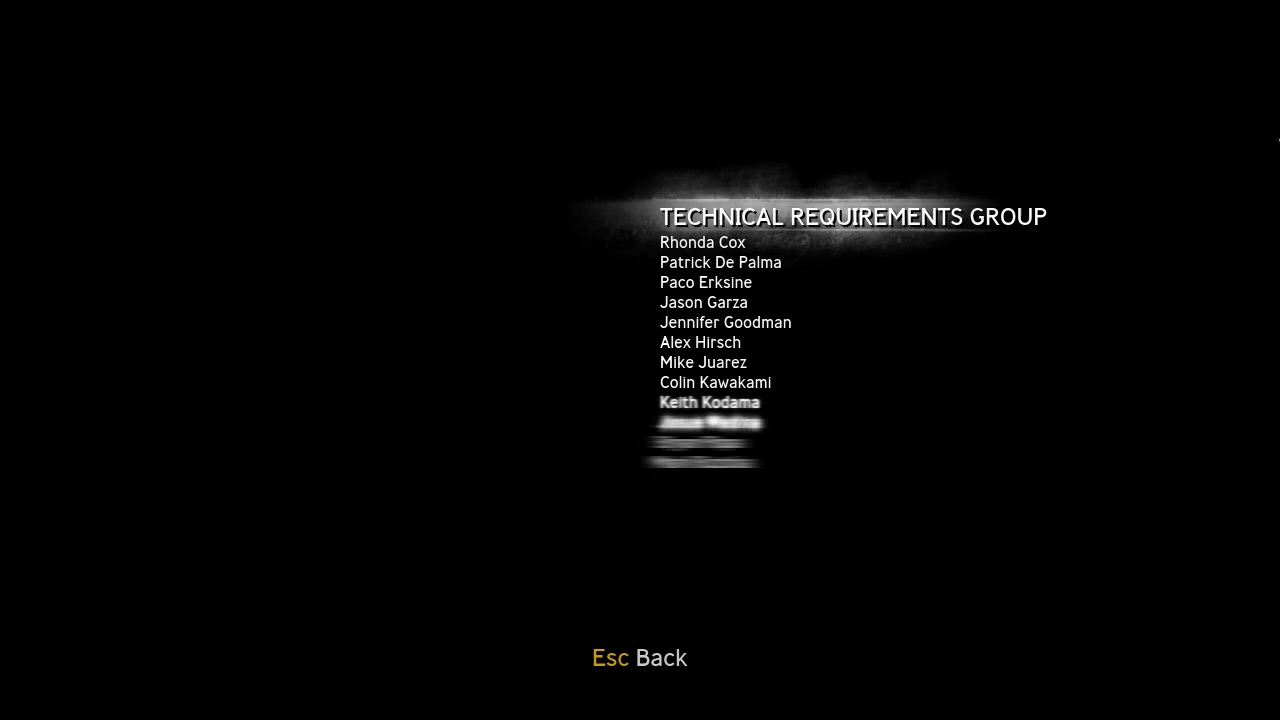 TECHNICAL REQUIREMENTS GROUP
Rhonda Cox
Patrick De Palma
Paco Erksine
Jason Garza
Jennifer Goodman
Alex Hirsch
Mike Juarez
Colin Kawakami
Keith Kodama
Esc Back